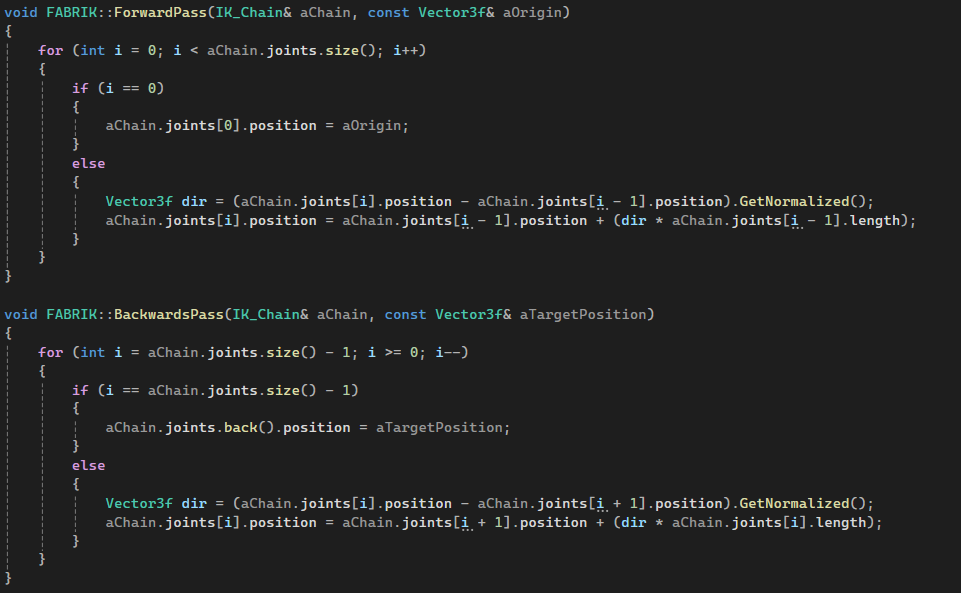 void FABRIK::ForwardPass(IK_Chain& aChain, const Vector3f& aOrigin)
{
    for (int i = 0; i < aChain.joints.size(); i++)
    {
        if (i == 0)
        {
            aChain.joints[0].position = aOrigin;
        }
        else
        {
            Vector3f dir = (aChain.joints[i].position - aChain.joints[i - 1].position).GetNormalized();
            aChain.joints[i].position = aChain.joints[i - 1].position + (dir * aChain.joints[i - 1].length);
        }
    }
}

void FABRIK::BackwardsPass(IK_Chain& aChain, const Vector3f& aTargetPosition)
{
    for (int i = aChain.joints.size() - 1; i >= 0; i--)
    {
        if (i == aChain.joints.size() - 1)
        {
            aChain.joints.back().position = aTargetPosition;
        }
        else
        {
            Vector3f dir = (aChain.joints[i].position - aChain.joints[i + 1].position).GetNormalized();
            aChain.joints[i].position = aChain.joints[i + 1].position + (dir * aChain.joints[i].length);
        }
    }
}